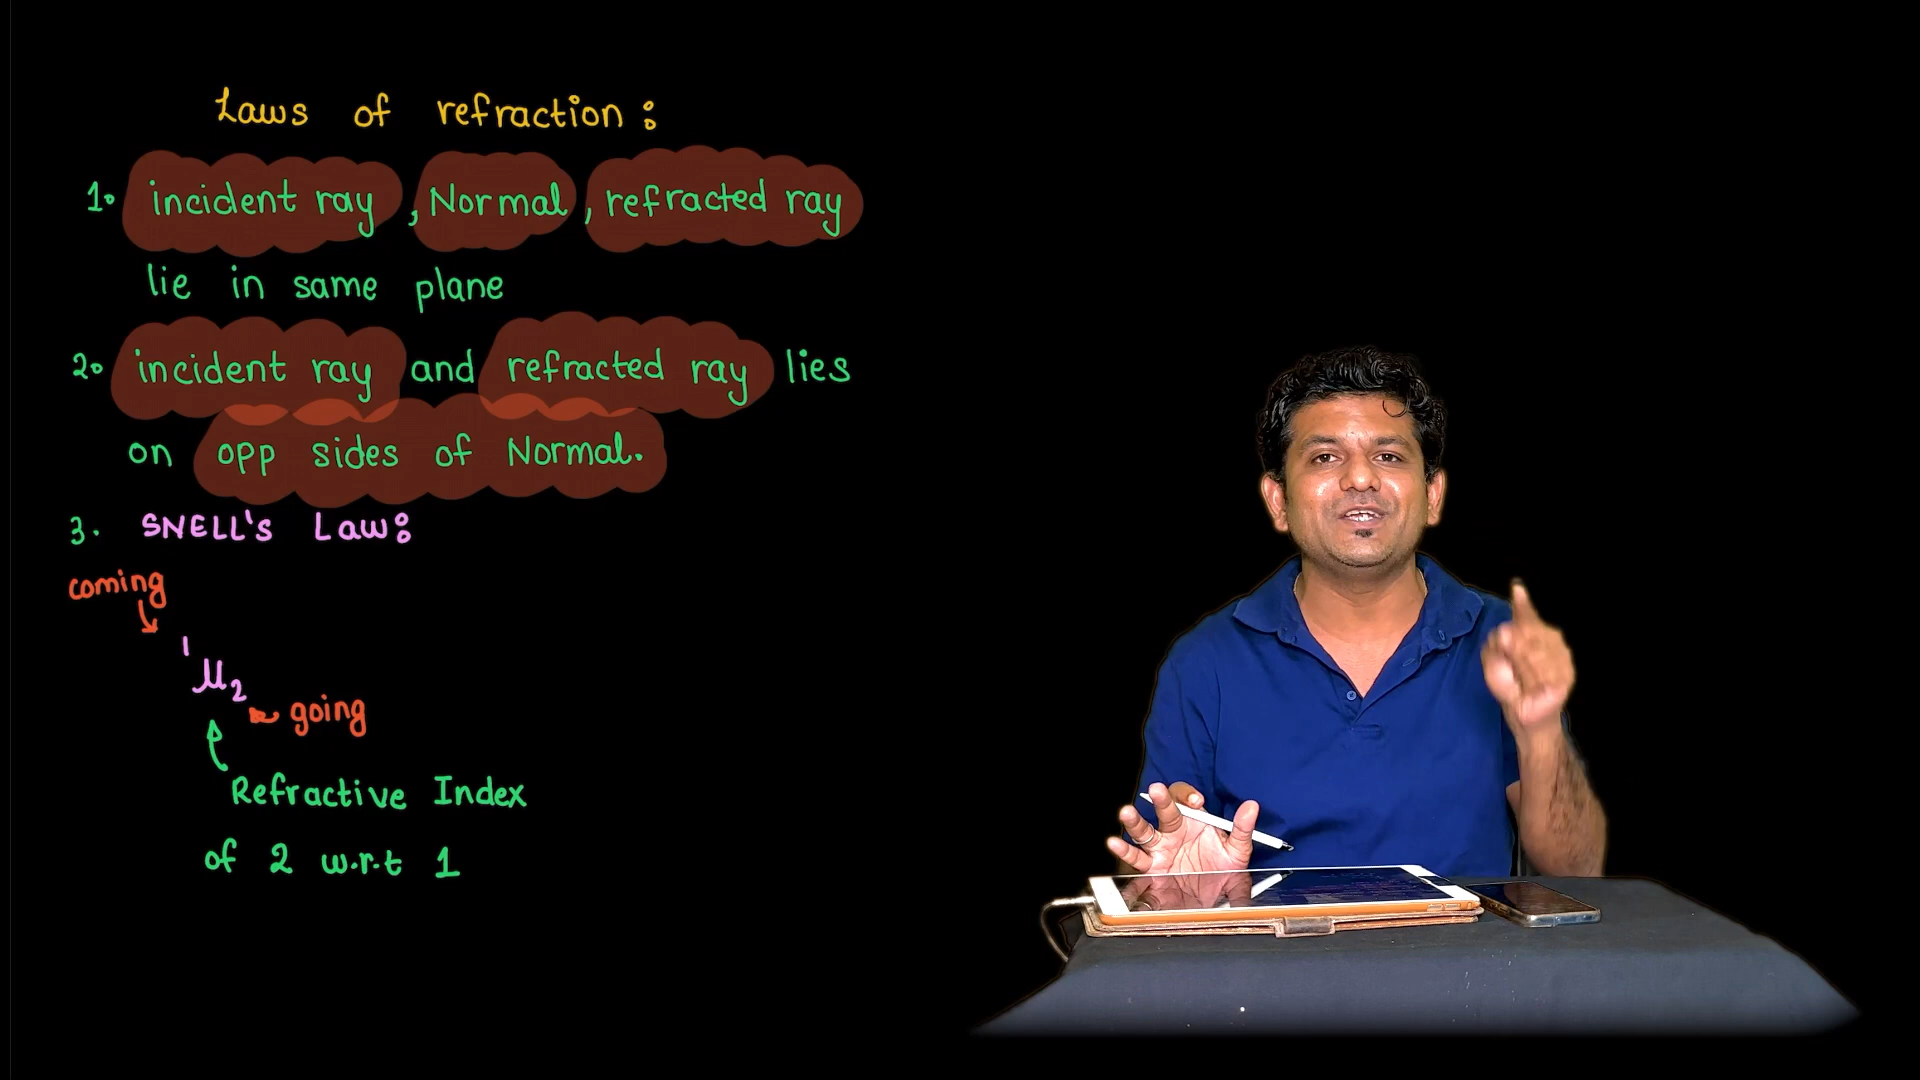 Laws of refraction:
1. incident ray, Normal, refracted ray
lie in same plane
2. incident ray and refracted ray lies
on opp sides of Normal.
3. SNELL's Law:
coming
¹μ₂
going
Refractive Index
of 2 w.r.t 1